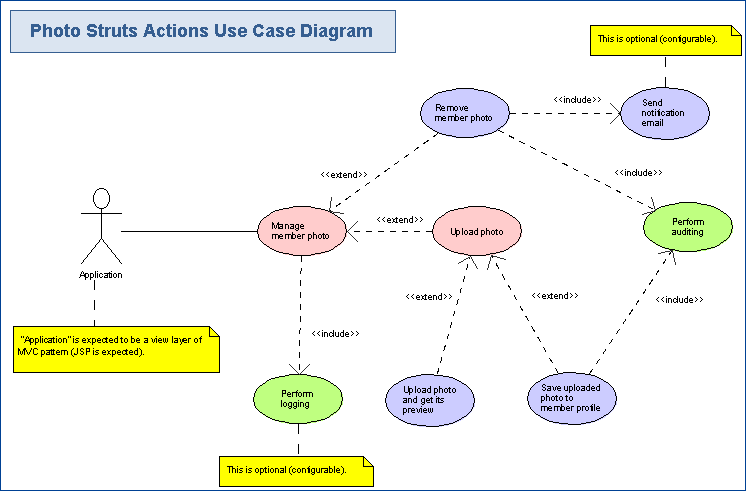 Photo Struts Actions Use Case Diagram
This is optional (configurable).
Remove
member photo
<<include>>
Send
notification
email
<<extend>>
<<include>>
Manage
member photo
<<extend>>
Upload photo
Perform
auditing
Application
<<extend>>
<<extend>>
<<include>>
"Application" is expected to be a view layer of
MVC pattern (JSP is expected).
<<include>>
Perform
logging
Upload photo
and get its
preview
Save uploaded
photo to
member profile
This is optional (configurable).